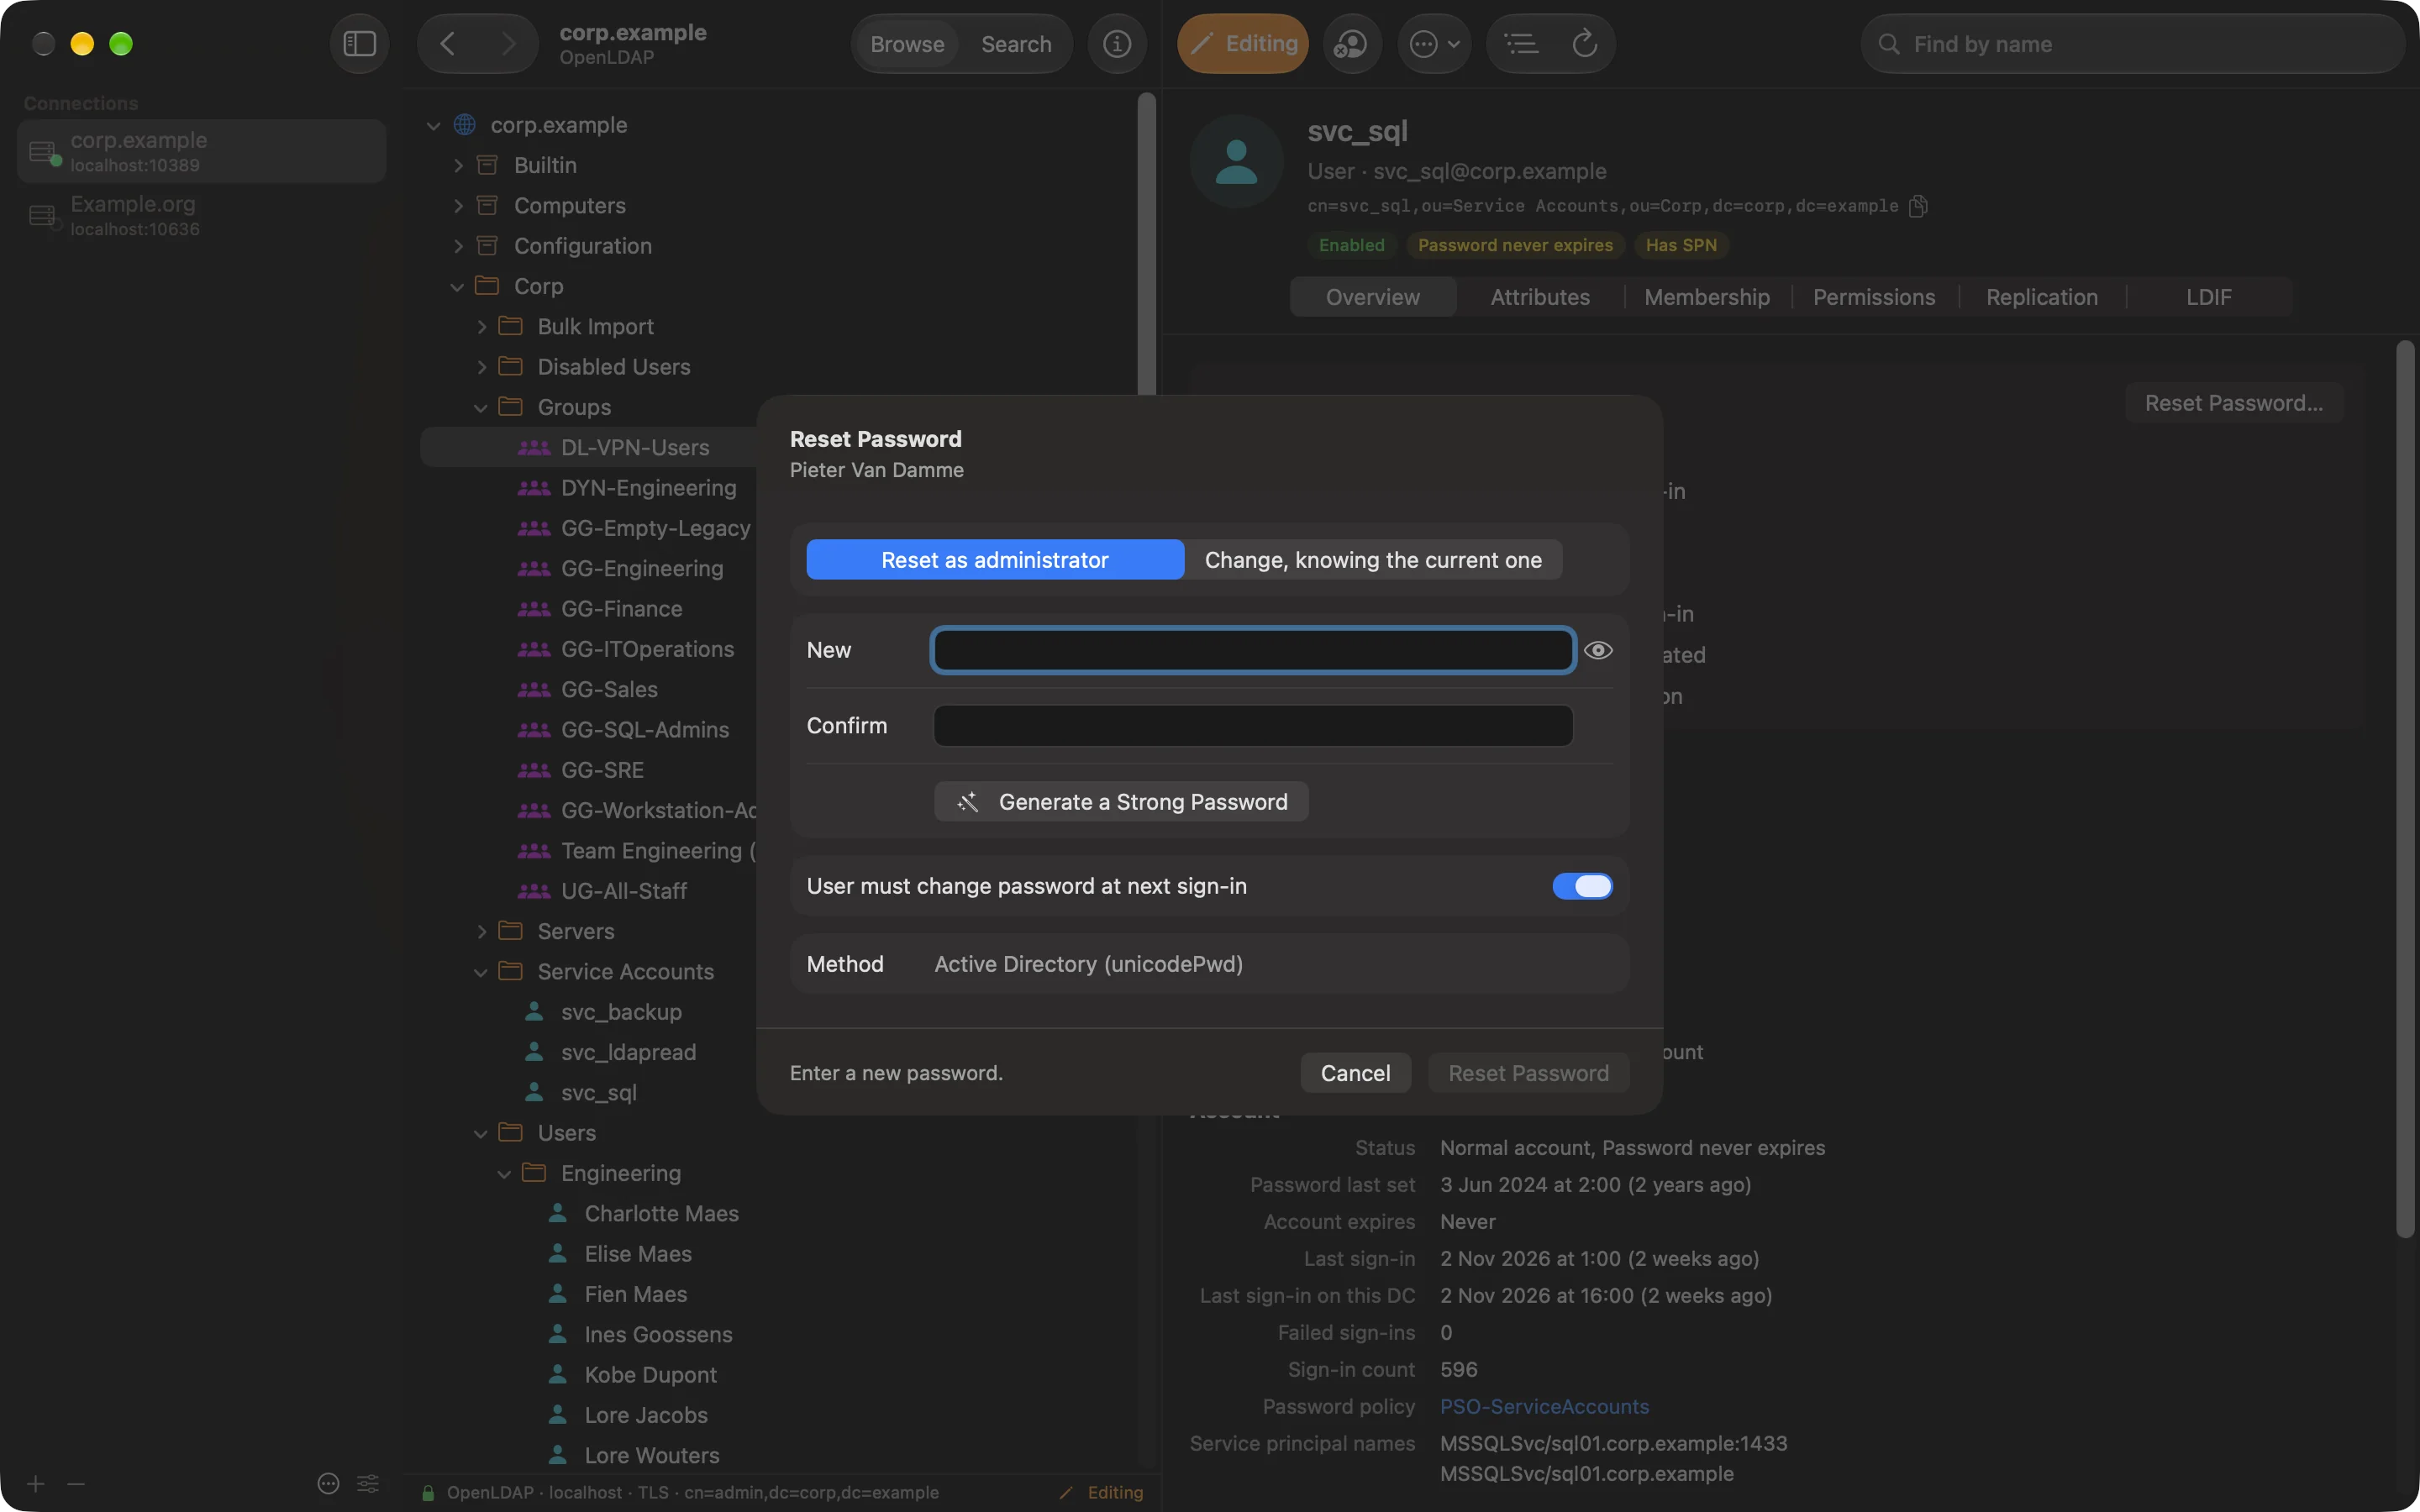 corp.example
OpenLDAP
Browse
Search
Editing
Find by name
Connections
corp.example
localhost:10389
Example.org
localhost:10636
corp.example
Builtin
Computers
Configuration
Corp
Bulk Import
Disabled Users
Groups
DL-VPN-Users
DYN-Engineering
GG-Empty-Legacy
GG-Engineering
GG-Finance
GG-ITOperations
GG-Sales
GG-SQL-Admins
GG-SRE
GG-Workstation-Ad
Team Engineering (
UG-All-Staff
Servers
Service Accounts
svc_backup
svc_ldapread
svc_sql
Users
Engineering
Charlotte Maes
Elise Maes
Fien Maes
Ines Goossens
Kobe Dupont
Lore Jacobs
Lore Wouters
OpenLDAP · localhost · TLS · cn=admin,dc=corp,dc=example
Editing
svc_sql
User · svc_sql@corp.example
cn=svc_sql,ou=Service Accounts,ou=Corp,dc=corp,dc=example
Enabled
Password never expires
Has SPN
Overview
Attributes
Membership
Permissions
Replication
LDIF
Reset Password...
-in
-in
ated
on
ount
Reset Password
Pieter Van Damme
Reset as administrator
Change, knowing the current one
New
Confirm
Generate a Strong Password
User must change password at next sign-in
Method Active Directory (unicodePwd)
Enter a new password.
Cancel
Reset Password
Status Normal account, Password never expires
Password last set 3 Jun 2024 at 2:00 (2 years ago)
Account expires Never
Last sign-in 2 Nov 2026 at 1:00 (2 weeks ago)
Last sign-in on this DC 2 Nov 2026 at 16:00 (2 weeks ago)
Failed sign-ins 0
Sign-in count 596
Password policy PSO-ServiceAccounts
Service principal names MSSQLSvc/sql01.corp.example:1433
MSSQLSvc/sql01.corp.example